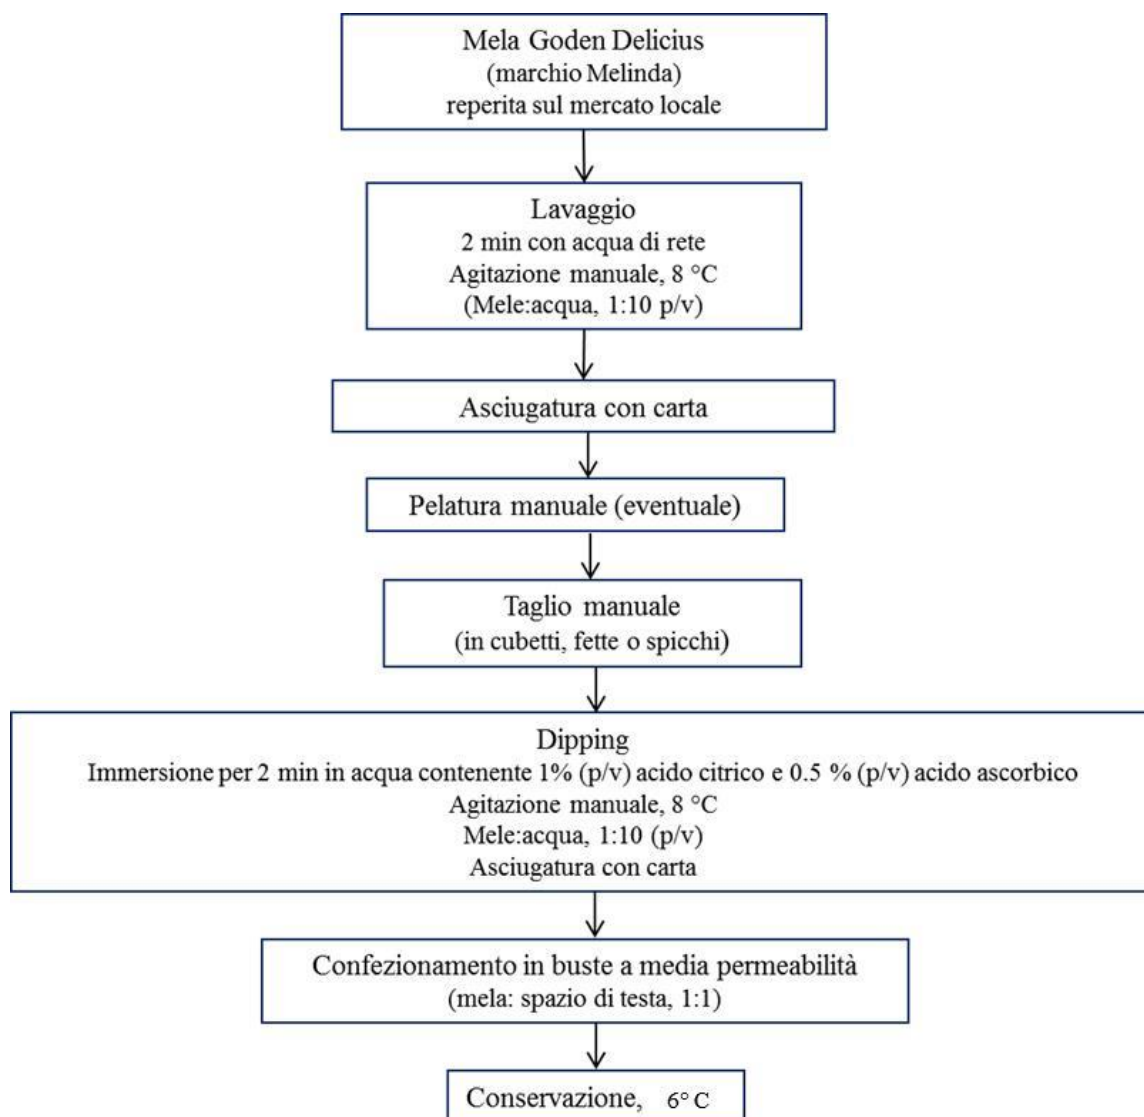 Mela Goden Delicius
(marchio Melinda)
reperita sul mercato locale
Lavaggio
2 min con acqua di rete
Agitazione manuale, 8 °C
(Mele:acqua, 1:10 p/v)
Asciugatura con carta
Pelatura manuale (eventuale)
Taglio manuale
(in cubetti, fette o spicchi)
Dipping
Immersione per 2 min in acqua contenente 1% (p/v) acido citrico e 0.5 % (p/v) acido ascorbico
Agitazione manuale, 8 °C
Mele:acqua, 1:10 (p/v)
Asciugatura con carta
Confezionamento in buste a media permeabilità
(mela: spazio di testa, 1:1)
Conservazione, 6° C